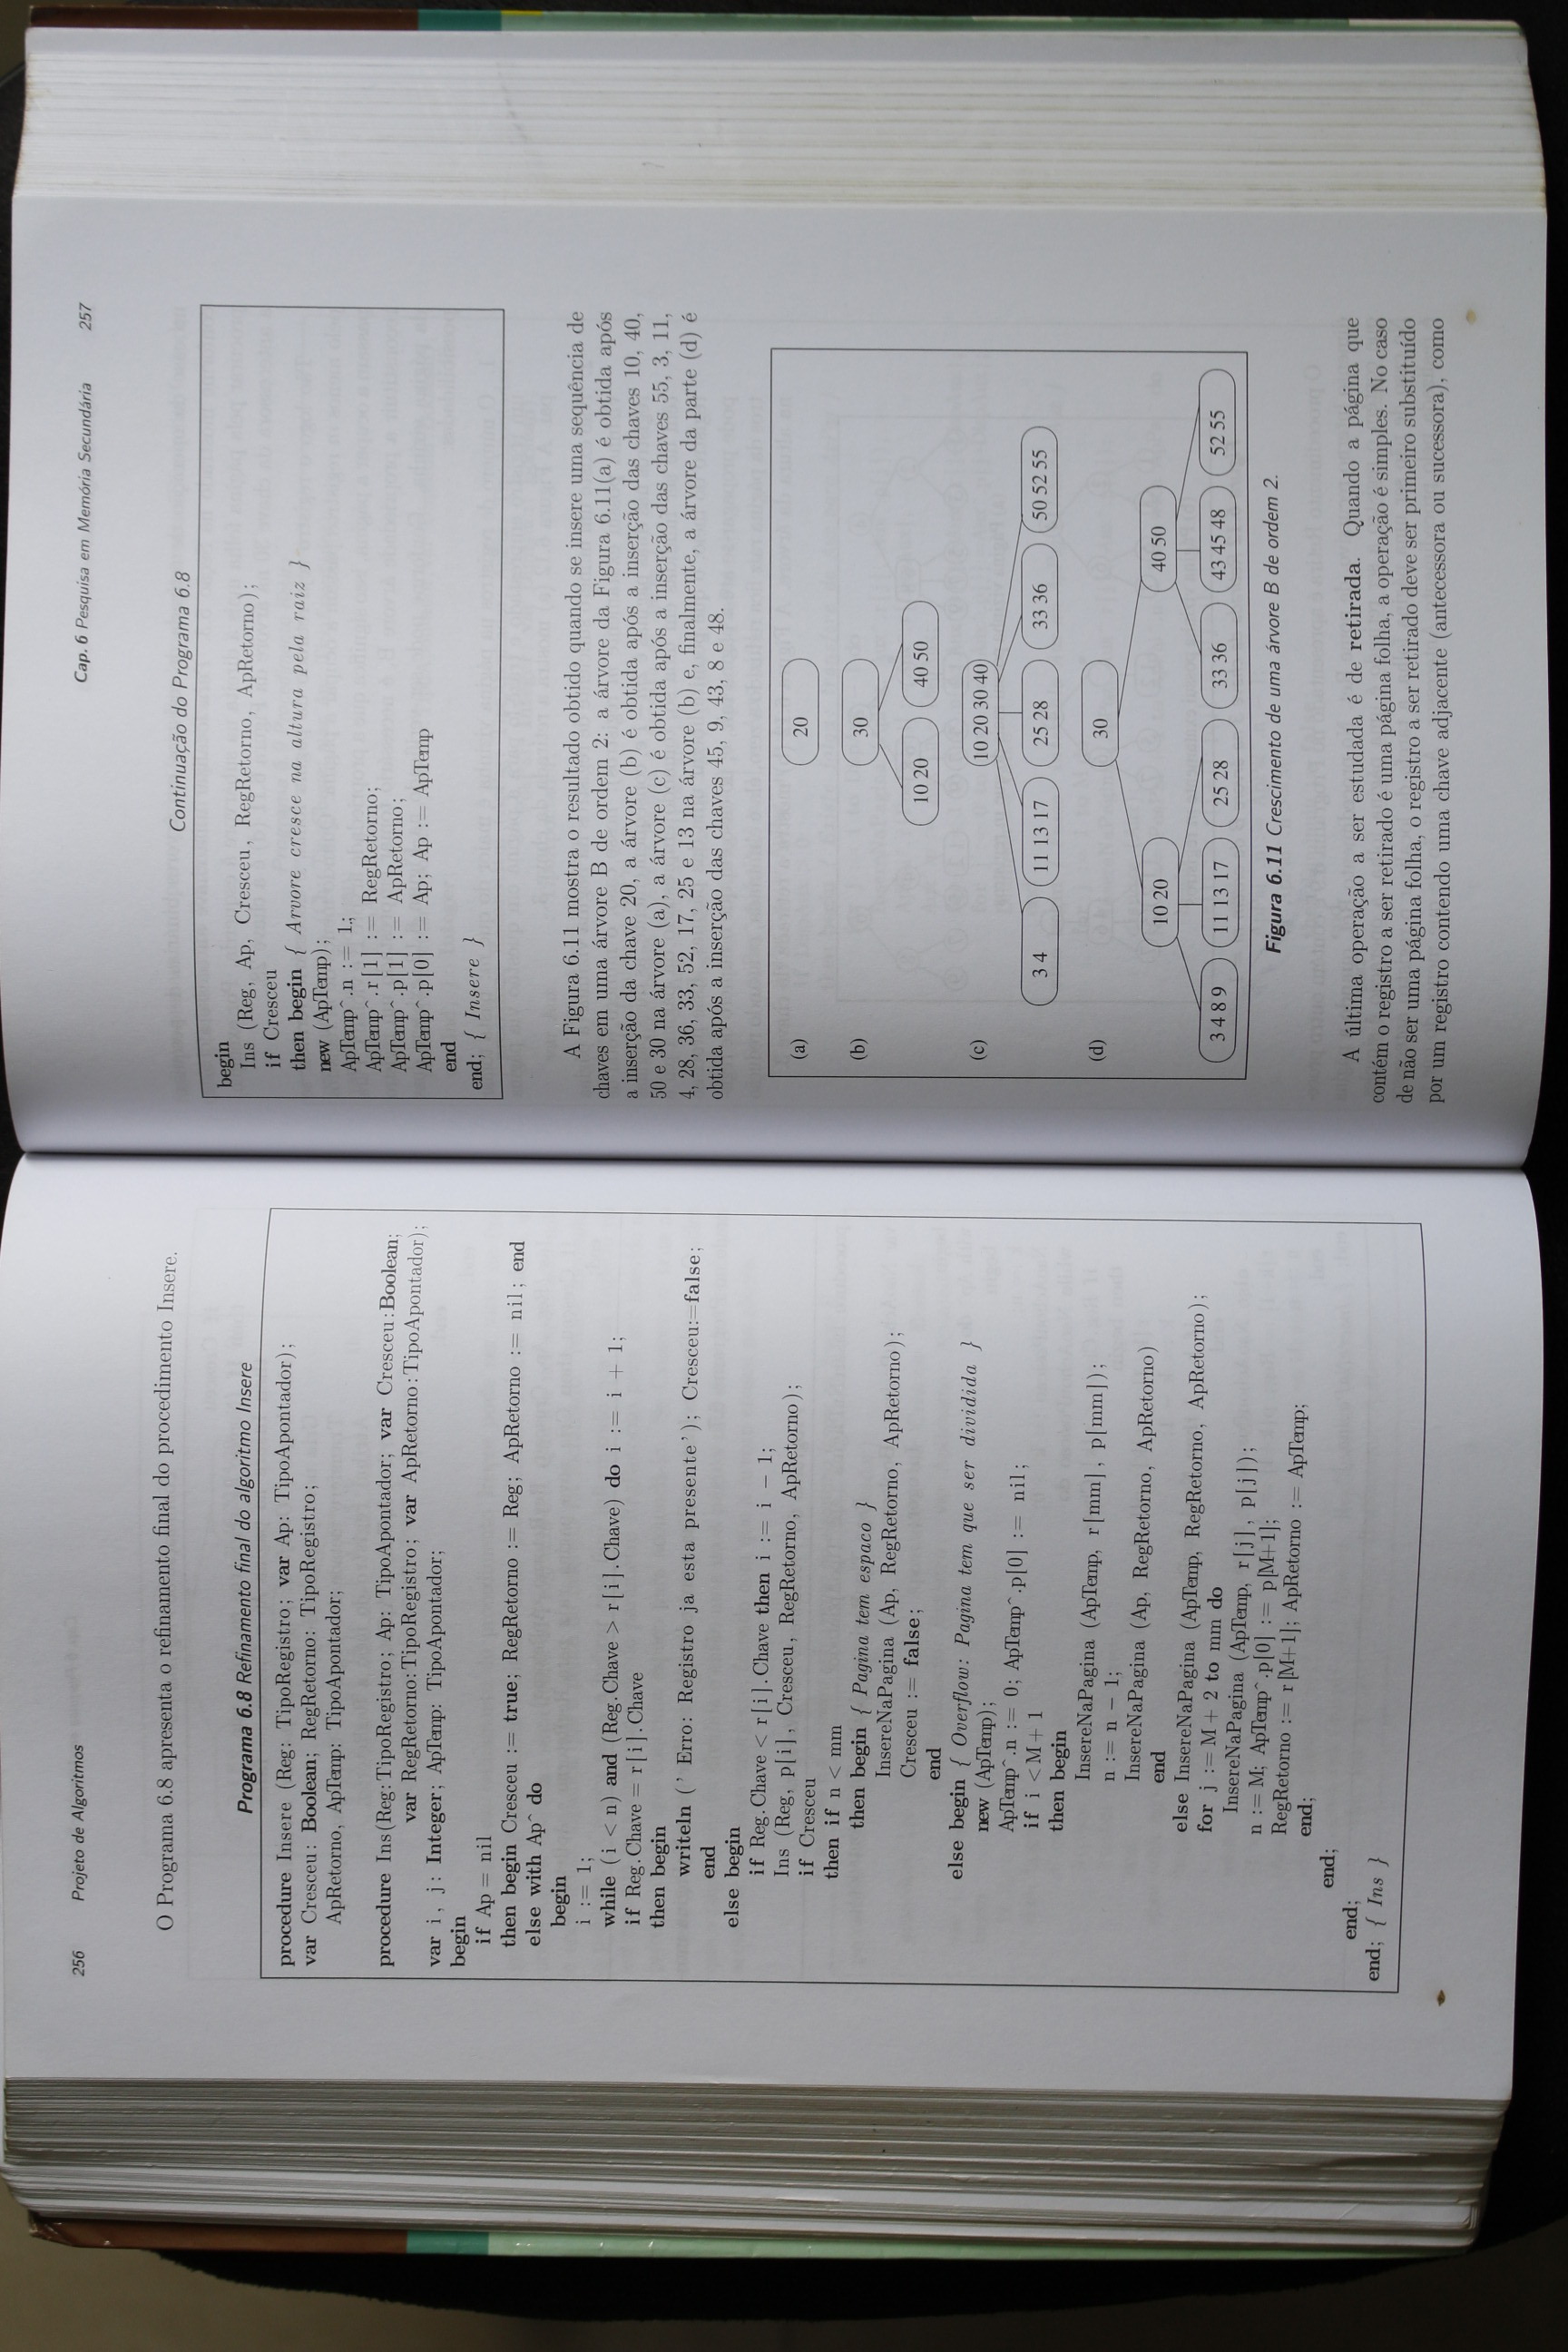 256 Projeto de Algoritmos
O Programa 6.8 apresenta o refinamento final do procedimento Insere.
Programa 6.8 Refinamento final do algoritmo Insere
procedure Insere (Reg: TipoRegistro; var Ap: TipoApontador);
var Cresceu: Boolean; RegRetorno: TipoRegistro;
ApRetorno, ApTemp: TipoApontador;
procedure Ins(Reg:TipoRegistro; Ap: TipoApontador; var Cresceu:Boolean;
var RegRetorno:TipoRegistro; var ApRetorno:TipoApontador);
var i, j: Integer; ApTemp: TipoApontador;
begin
if Ap = nil
then begin Cresceu := true; RegRetorno := Reg; ApRetorno := nil; end
else with Ap^ do
begin
i := 1;
while (i < n) and (Reg.Chave > r[i].Chave) do i := i + 1;
if Reg.Chave = r[i].Chave
then begin
writeln (' Erro: Registro ja esta presente'); Cresceu:=false;
end
else begin
if Reg.Chave < r[i].Chave then i := i - 1;
Ins (Reg, p[i], Cresceu, RegRetorno, ApRetorno);
if Cresceu
then if n < mm
then begin { Pagina tem espaco }
InsereNaPagina (Ap, RegRetorno, ApRetorno);
Cresceu := false;
end
else begin { Overflow: Pagina tem que ser dividida }
new (ApTemp);
ApTemp^.n := 0; ApTemp^.p[0] := nil;
if i <M + 1
then begin
InsereNaPagina (ApTemp, r[mm], p[mm]);
n := n - 1;
InsereNaPagina (Ap, RegRetorno, ApRetorno)
end
else InsereNaPagina (ApTemp, RegRetorno, ApRetorno);
for j := M + 2 to mm do
InsereNaPagina (ApTemp, r[j], p[j]);
n := M; ApTemp^.p[0] := p[M+1];
RegRetorno := r[M+1]; ApRetorno := ApTemp;
end;
end;
end;
end; { Ins }
Cap. 6 Pesquisa em Memória Secundária 257
Continuação do Programa 6.8
begin
Ins (Reg, Ap, Cresceu, RegRetorno, ApRetorno);
if Cresceu
then begin { Arvore cresce na altura pela raiz }
new (ApTemp);
ApTemp^.n := 1;
ApTemp^.r[1] := RegRetorno;
ApTemp^.p[1] := ApRetorno;
ApTemp^.p[0] := Ap; Ap := ApTemp
end
end; { Insere }
A Figura 6.11 mostra o resultado obtido quando se insere uma sequência de
chaves em uma árvore B de ordem 2: a árvore da Figura 6.11(a) é obtida após
a inserção da chave 20, a árvore (b) é obtida após a inserção das chaves 10, 40,
50 e 30 na árvore (a), a árvore (c) é obtida após a inserção das chaves 55, 3, 11,
4, 28, 36, 33, 52, 17, 25 e 13 na árvore (b) e, finalmente, a árvore da parte (d) é
obtida após a inserção das chaves 45, 9, 43, 8 e 48.
(a) 20
(b) 30
10 20 40 50
(c) 10 20 30 40
3 4 11 13 17 25 28 33 36 50 52 55
(d) 30
10 20 40 50
3 4 8 9 11 13 17 25 28 33 36 43 45 48 52 55
Figura 6.11 Crescimento de uma árvore B de ordem 2.
A última operação a ser estudada é de retirada. Quando a página que
contém o registro a ser retirado é uma página folha, a operação é simples. No caso
de não ser uma página folha, o registro a ser retirado deve ser primeiro substituído
por um registro contendo uma chave adjacente (antecessora ou sucessora), como